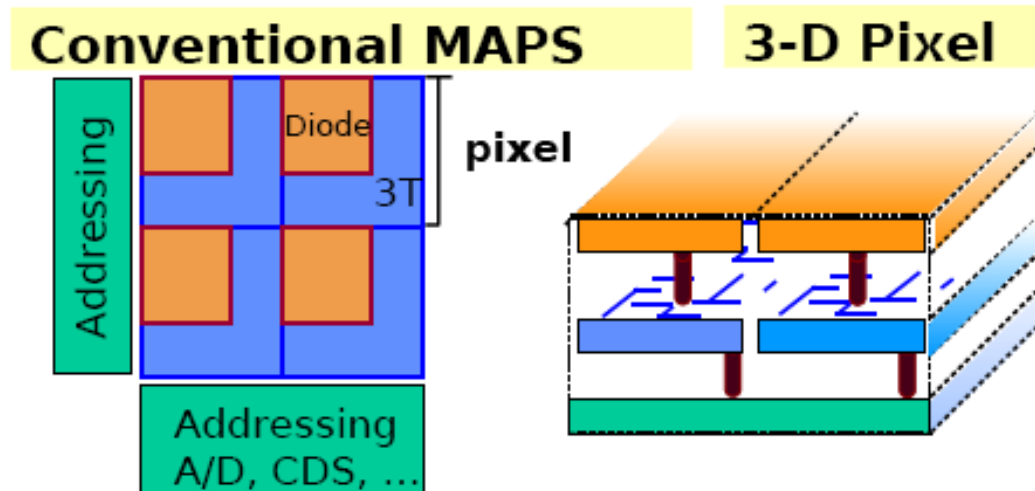 Conventional MAPS
3-D Pixel
Addressing
Diode
pixel
3T
Addressing
A/D, CDS, ...